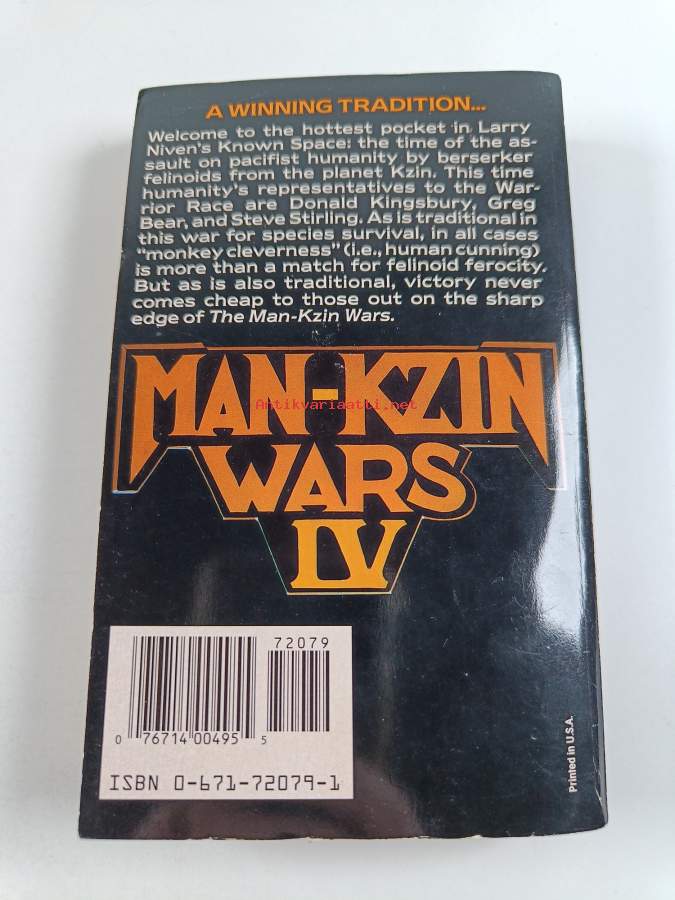 A WINNING TRADITION...
Welcome to the hottest pocket in Larry
Niven's Known Space: the time of the as-
sault on pacifist humanity by berserker
felinoids from the planet Kzin. This time
humanity's representatives to the War-
rior Race are Donald Kingsbury, Greg
Bear, and Steve Stirling. As is traditional in
this war for species survival, in all cases
"monkey cleverness" (i.e., human cunning)
is more than a match for felinoid ferocity.
But as is also traditional, victory never
comes cheap to those out on the sharp
edge of The Man-Kzin Wars.
MAN-KZIN
Antikvariaatti.net
WARS
IV
72079
0 76714 00495 5
ISBN 0-671-72079-1
Printed in U.S.A.